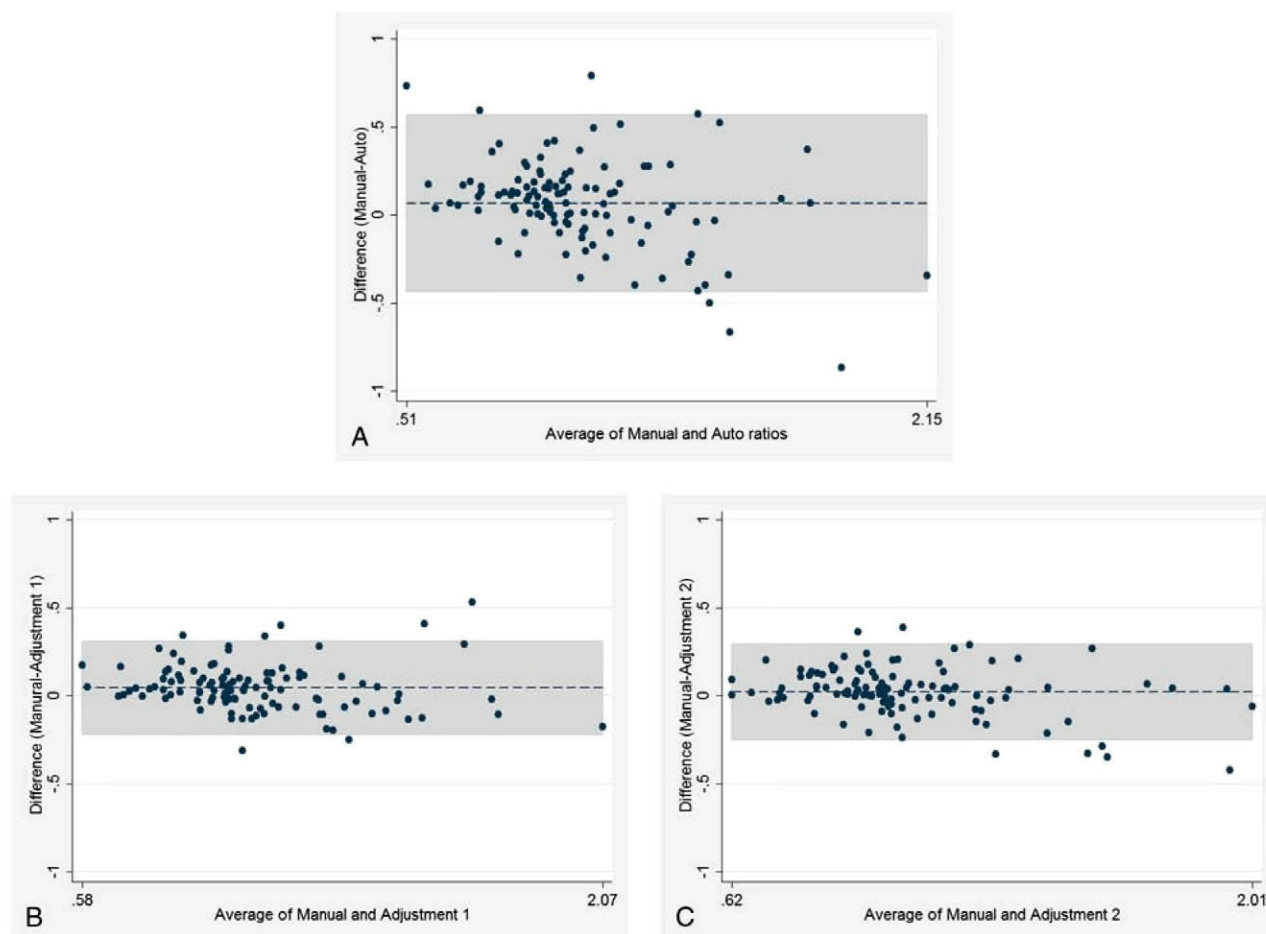 Difference (Manual-Auto)
1
.5
0
-.5
-1
.51
2.15
Average of Manual and Auto ratios
A
Difference (Manural-Adjustment 1)
1
.5
0
-.5
-1
.58
2.07
Average of Manual and Adjustment 1
B
Difference (Manual-Adjustment 2)
1
.5
0
-.5
-1
.62
2.01
Average of Manual and Adjustment 2
C